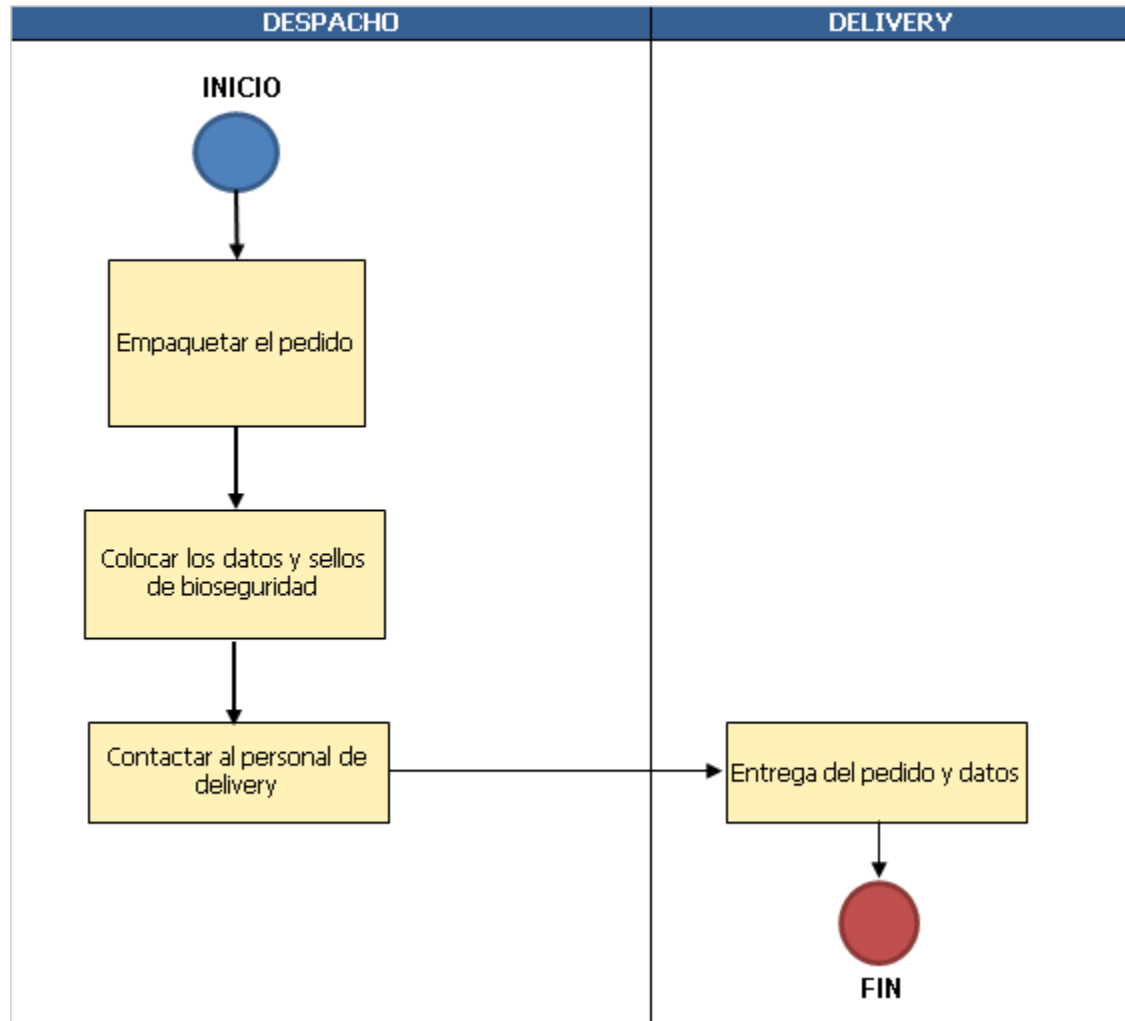 DESPACHO
DELIVERY
INICIO
Empaquetar el pedido
Colocar los datos y sellos
de bioseguridad
Contactar al personal de
delivery
Entrega del pedido y datos
FIN